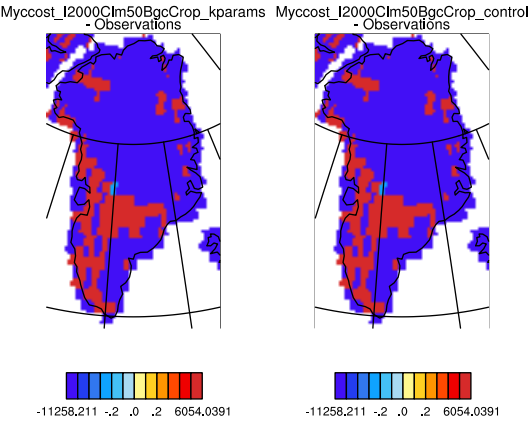 Myccost_I2000Clm50BgcCrop_kparams
- Observations
Myccost_I2000Clm50BgcCrop_control
- Observations
-11258.211 -.2 .0 .2 6054.0391
-11258.211 -.2 .0 .2 6054.0391